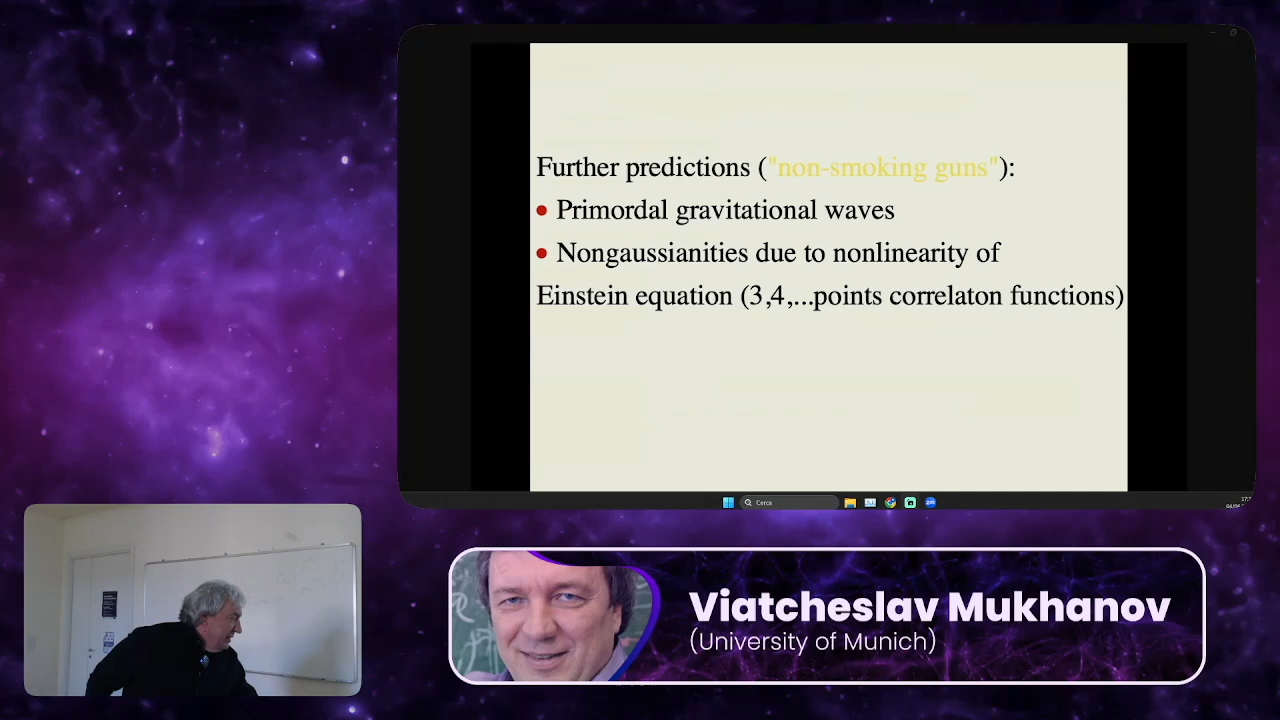 Further predictions ("non-smoking guns"):
• Primordal gravitational waves
• Nongaussianities due to nonlinearity of
Einstein equation (3,4,...points correlaton functions)
Cerca
Viatcheslav Mukhanov
(University of Munich)